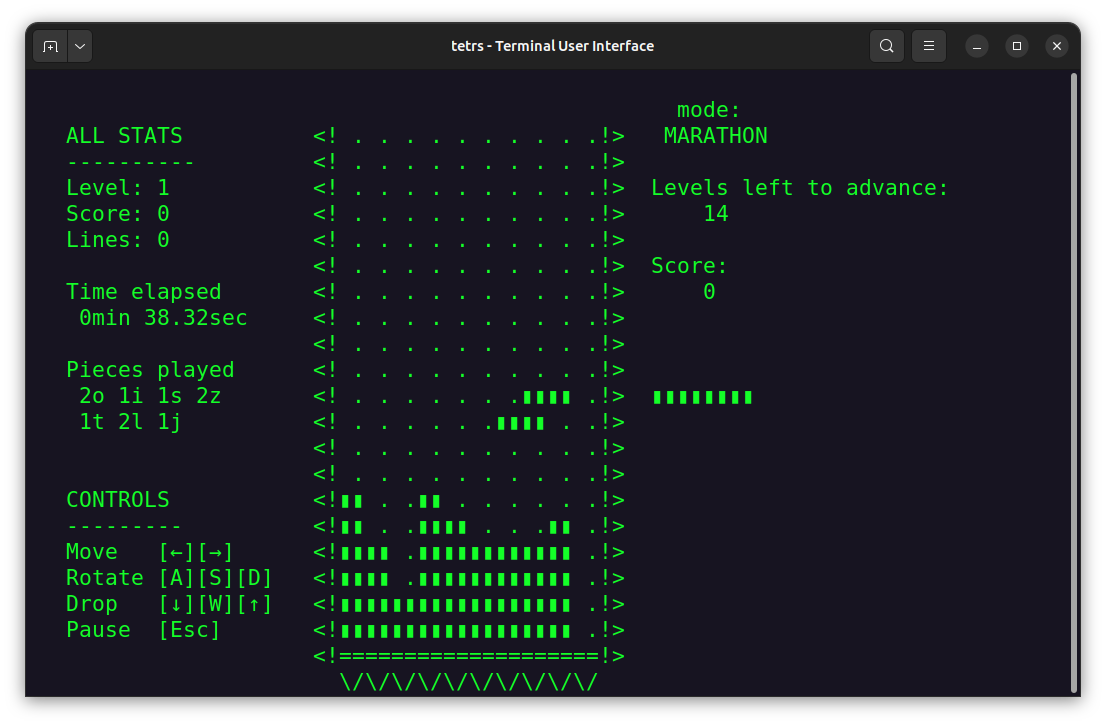 tetrs - Terminal User Interface
mode:
ALL STATS <! . . . . . . . . . .!> MARATHON
---------- <! . . . . . . . . . .!>
Level: 1 <! . . . . . . . . . .!> Levels left to advance:
Score: 0 <! . . . . . . . . . .!> 14
Lines: 0 <! . . . . . . . . . .!>
<! . . . . . . . . . .!> Score:
Time elapsed <! . . . . . . . . . .!> 0
0min 38.32sec <! . . . . . . . . . .!>
<! . . . . . . . . . .!>
Pieces played <! . . . . . . . . . .!>
2o 1i 1s 2z <! . . . . . . .▮▮▮▮ .!> ▮▮▮▮▮▮▮▮
1t 2l 1j <! . . . . . .▮▮▮▮ . .!>
<! . . . . . . . . . .!>
<! . . . . . . . . . .!>
CONTROLS <!▮▮ . .▮▮ . . . . . .!>
--------- <!▮▮ . .▮▮▮▮ . . .▮▮ .!>
Move [←][→] <!▮▮▮▮ .▮▮▮▮▮▮▮▮▮▮▮▮ .!>
Rotate [A][S][D] <!▮▮▮▮ .▮▮▮▮▮▮▮▮▮▮▮▮ .!>
Drop [↓][W][↑] <!▮▮▮▮▮▮▮▮▮▮▮▮▮▮▮▮▮▮ .!>
Pause [Esc] <!▮▮▮▮▮▮▮▮▮▮▮▮▮▮▮▮▮▮ .!>
<!====================!>
\/\/\/\/\/\/\/\/\/\/